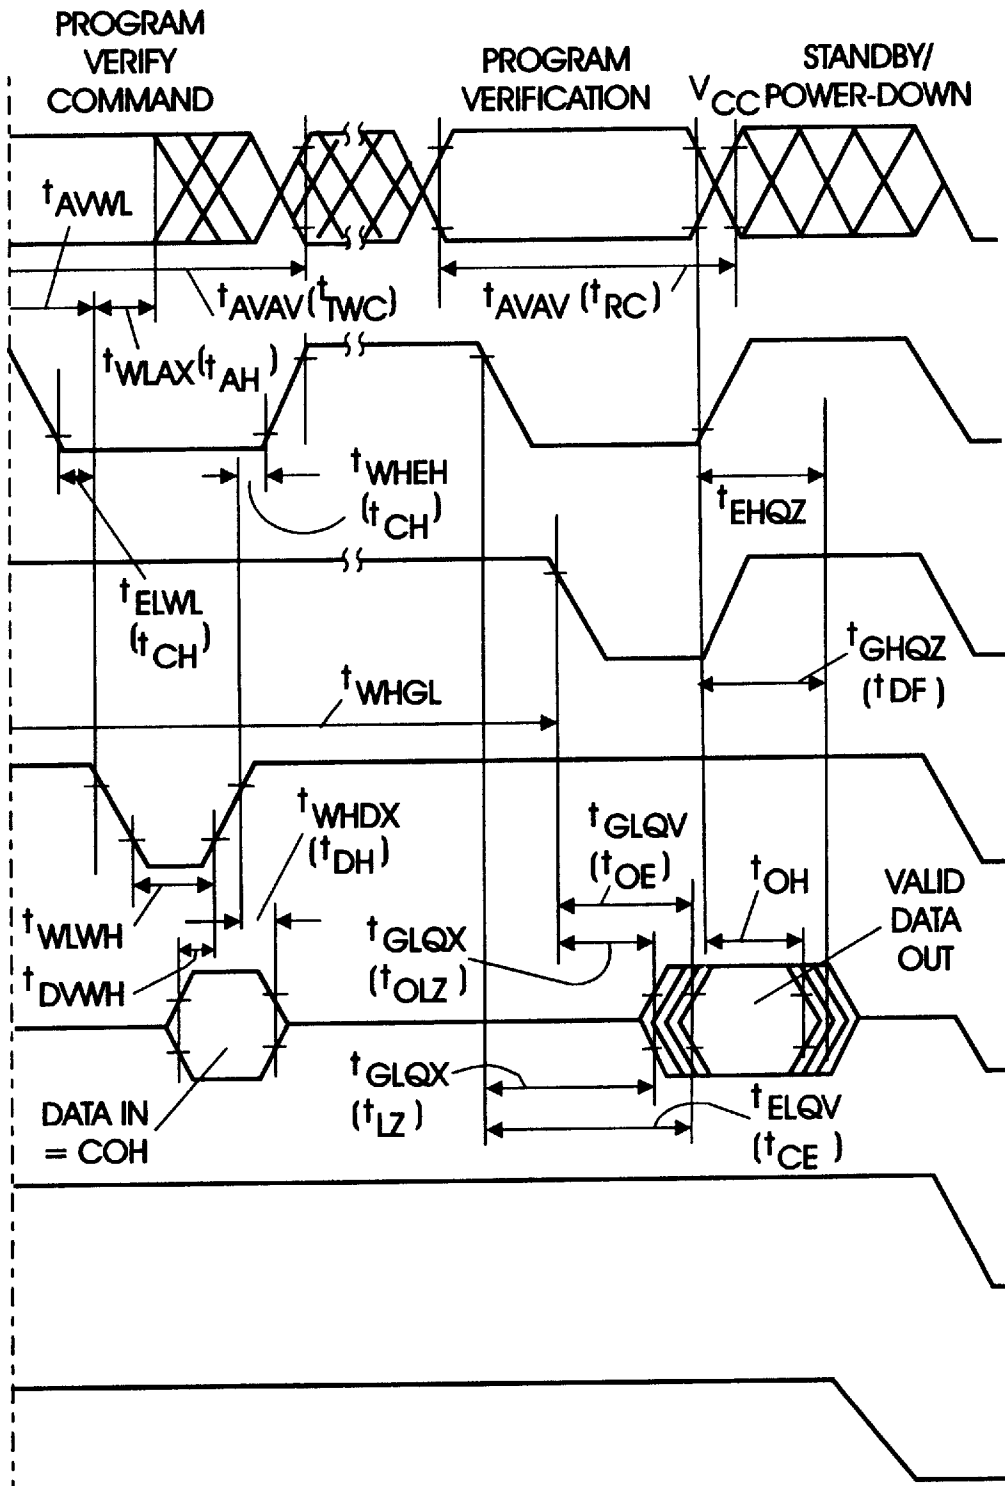 PROGRAM
VERIFY
COMMAND
PROGRAM
VERIFICATION
VCC
STANDBY/
POWER-DOWN
tAVWL
tAVAV (tTWC)
tAVAV (tRC)
tWLAX (tAH)
tWHEH
(tCH)
tEHQZ
tELWL
(tCH)
tGHQZ
(tDF)
tWHGL
tWHDX
(tDH)
tGLQV
(tOE)
tOH
VALID
DATA
OUT
tWLWH
tGLQX
(tOLZ)
tDVWH
tGLQX
(tLZ)
tELQV
(tCE)
DATA IN
= COH